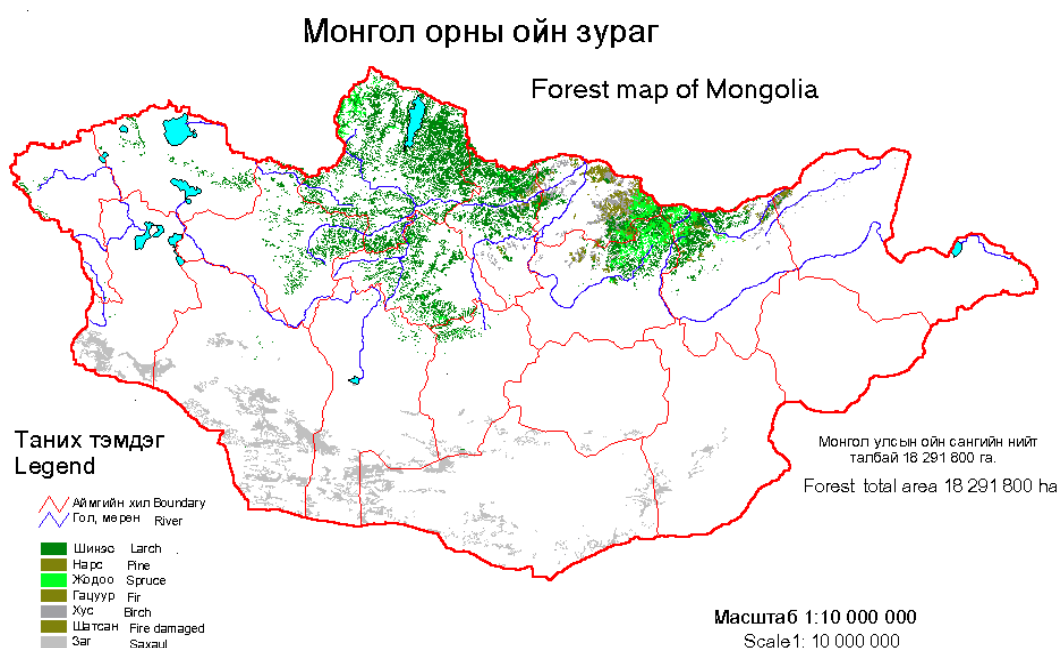 Монгол орны ойн зураг
Forest map of Mongolia
Таних тэмдэг
Legend
Аймгийн хил Boundary
Гол, мөрөн River
Шинэс Larch
Нарс Pine
Жодоо Spruce
Гацуур Fir
Хус Birch
Шатсан Fire damaged
Заг Saxaul
Монгол улсын ойн сангийн нийт
талбай 18 291 800 га.
Forest total area 18 291 800 ha
Масштаб 1:10 000 000
Scale1: 10 000 000